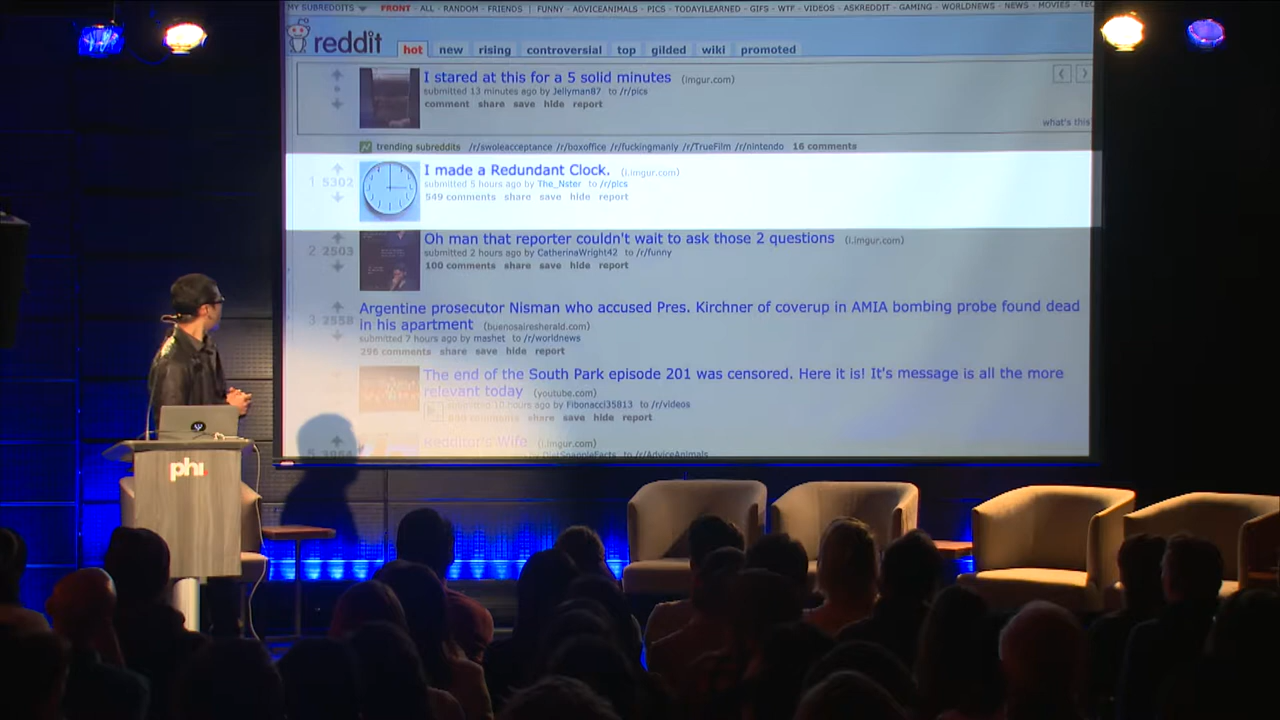 MY SUBREDDITS FRONT - ALL - RANDOM - FRIENDS | FUNNY - ADVICEANIMALS - PICS - TODAYILEARNED - GIFS - WTF - VIDEOS - ASKREDDIT - GAMING - WORLDNEWS - NEWS - MOVIES -
reddit hot new rising controversial top gilded wiki promoted
I stared at this for a 5 solid minutes (imgur.com)
submitted 13 minutes ago by Jellyman87 to /r/pics
comment share save hide report
what's this
trending subreddits /r/swoleacceptance /r/boxoffice /r/fuckingmanly /r/TrueFilm /r/nintendo 16 comments
I made a Redundant Clock. (i.imgur.com)
1 5302 submitted 5 hours ago by The_Nster to /r/pics
549 comments share save hide report
Oh man that reporter couldn't wait to ask those 2 questions (i.imgur.com)
2 2503 submitted 2 hours ago by CatherinaWright42 to /r/funny
100 comments share save hide report
Argentine prosecutor Nisman who accused Pres. Kirchner of coverup in AMIA bombing probe found dead
3 2558 in his apartment (buenosairesherald.com)
submitted 7 hours ago by mashet to /r/worldnews
296 comments share save hide report
The end of the South Park episode 201 was censored. Here it is! It's message is all the more
relevant today (youtube.com)
submitted 10 hours ago by Fibonacci35813 to /r/videos
comments share save hide report
Redditor's Wife (i.imgur.com)
to /r/AdviceAnimals
phi